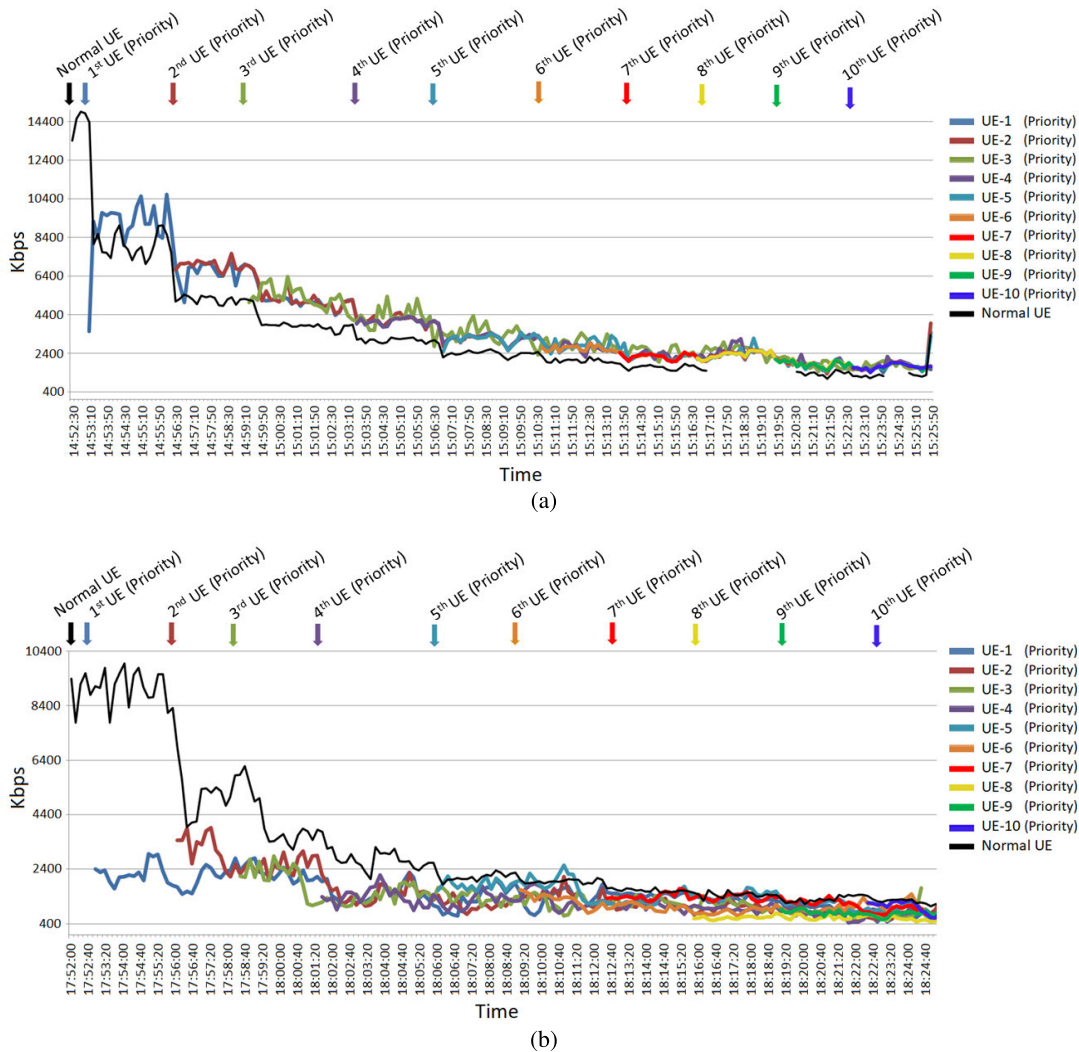 Normal UE
1st UE (Priority)
2nd UE (Priority)
3rd UE (Priority)
4th UE (Priority)
5th UE (Priority)
6th UE (Priority)
7th UE (Priority)
8th UE (Priority)
9th UE (Priority)
10th UE (Priority)
14400
12400
10400
8400
6400
4400
2400
400
Kbps
UE-1 (Priority)
UE-2 (Priority)
UE-3 (Priority)
UE-4 (Priority)
UE-5 (Priority)
UE-6 (Priority)
UE-7 (Priority)
UE-8 (Priority)
UE-9 (Priority)
UE-10 (Priority)
Normal UE
14:52:30
14:53:10
14:53:50
14:54:30
14:55:10
14:55:50
14:56:30
14:57:10
14:57:50
14:58:30
14:59:10
14:59:50
15:00:30
15:01:10
15:01:50
15:02:30
15:03:10
15:03:50
15:04:30
15:05:10
15:05:50
15:06:30
15:07:10
15:07:50
15:08:30
15:09:10
15:09:50
15:10:30
15:11:10
15:11:50
15:12:30
15:13:10
15:13:50
15:14:30
15:15:10
15:15:50
15:16:30
15:17:10
15:17:50
15:18:30
15:19:10
15:19:50
15:20:30
15:21:10
15:21:50
15:22:30
15:23:10
15:23:50
15:24:30
15:25:10
15:25:50
Time
(a)
Normal UE
1st UE (Priority)
2nd UE (Priority)
3rd UE (Priority)
4th UE (Priority)
5th UE (Priority)
6th UE (Priority)
7th UE (Priority)
8th UE (Priority)
9th UE (Priority)
10th UE (Priority)
10400
8400
6400
4400
2400
400
Kbps
UE-1 (Priority)
UE-2 (Priority)
UE-3 (Priority)
UE-4 (Priority)
UE-5 (Priority)
UE-6 (Priority)
UE-7 (Priority)
UE-8 (Priority)
UE-9 (Priority)
UE-10 (Priority)
Normal UE
17:52:00
17:52:40
17:53:20
17:54:00
17:54:40
17:56:00
17:56:40
17:57:20
17:58:00
17:58:40
17:59:20
18:00:00
18:00:40
18:01:20
18:02:40
18:03:20
18:04:00
18:04:40
18:05:20
18:06:00
18:06:40
18:07:20
18:08:00
18:08:40
18:09:20
18:10:00
18:10:40
18:11:20
18:12:00
18:12:40
18:13:20
18:14:00
18:14:40
18:15:20
18:16:00
18:16:40
18:17:20
18:18:00
18:18:40
18:19:20
18:20:00
18:20:40
18:21:20
18:22:00
18:22:40
18:23:20
18:24:00
18:24:40
Time
(b)